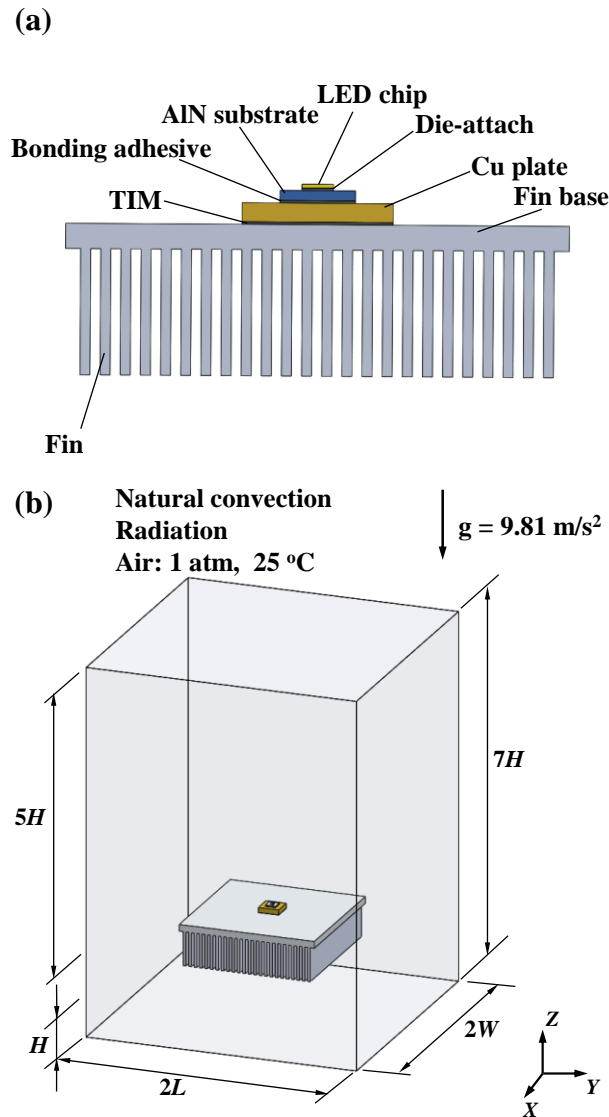 (a)
LED chip
AlN substrate
Die-attach
Bonding adhesive
Cu plate
TIM
Fin base
Fin
(b)
Natural convection
Radiation
Air: 1 atm, 25 °C
g = 9.81 m/s²
5H
7H
H
2L
2W
Z
Y
X